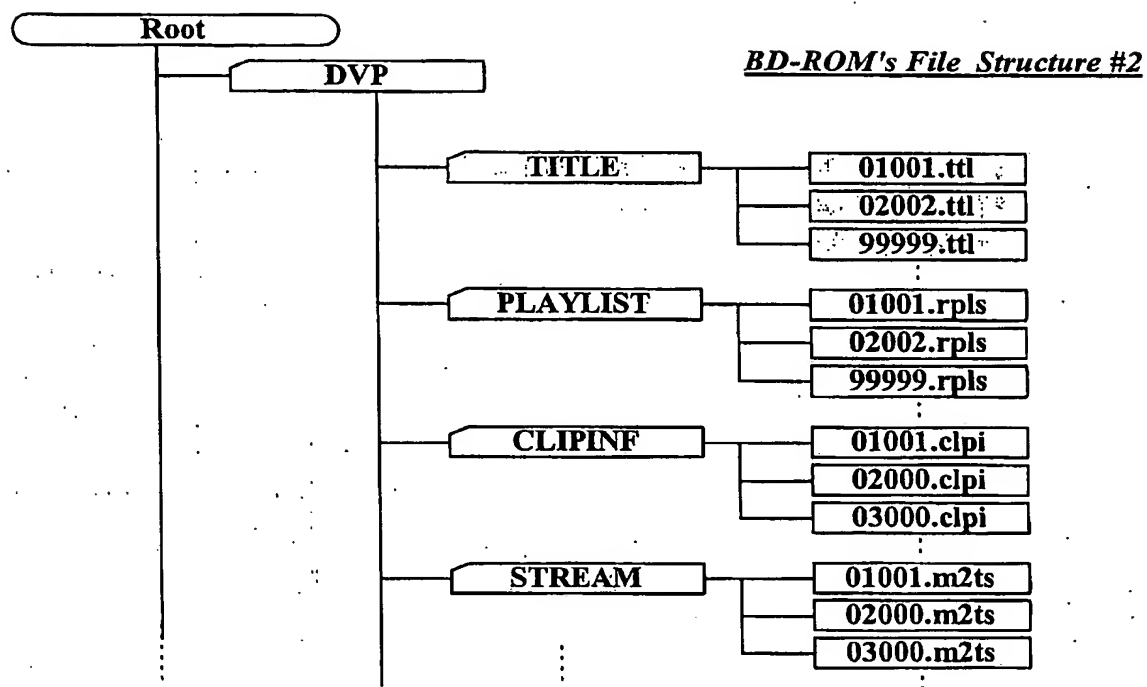 Root
DVP
BD-ROM's File Structure #2
TITLE
01001.ttl
02002.ttl
99999.ttl
PLAYLIST
01001.rpls
02002.rpls
99999.rpls
CLIPINF
01001.clpi
02000.clpi
03000.clpi
STREAM
01001.m2ts
02000.m2ts
03000.m2ts